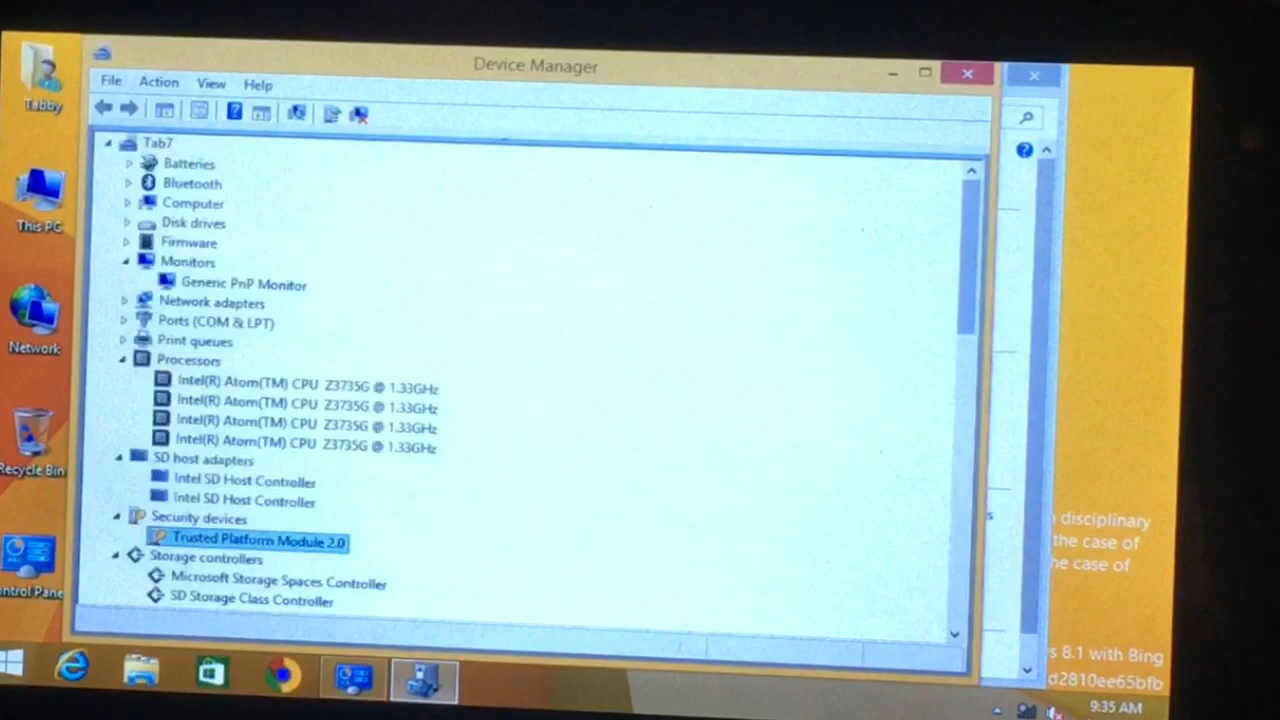 Device Manager
File Action View Help
Tab7
Batteries
Bluetooth
Computer
Disk drives
Firmware
Monitors
Generic PnP Monitor
Network adapters
Ports (COM & LPT)
Print queues
Processors
Intel(R) Atom(TM) CPU Z3735G @ 1.33GHz
Intel(R) Atom(TM) CPU Z3735G @ 1.33GHz
Intel(R) Atom(TM) CPU Z3735G @ 1.33GHz
Intel(R) Atom(TM) CPU Z3735G @ 1.33GHz
SD host adapters
Intel SD Host Controller
Intel SD Host Controller
Security devices
Trusted Platform Module 2.0
Storage controllers
Microsoft Storage Spaces Controller
SD Storage Class Controller
Tabby
This PC
Network
Recycle Bin
ontrol Pane
disciplinary
the case of
he case of
s 8.1 with Bing
d2810ee65bfb
9:35 AM